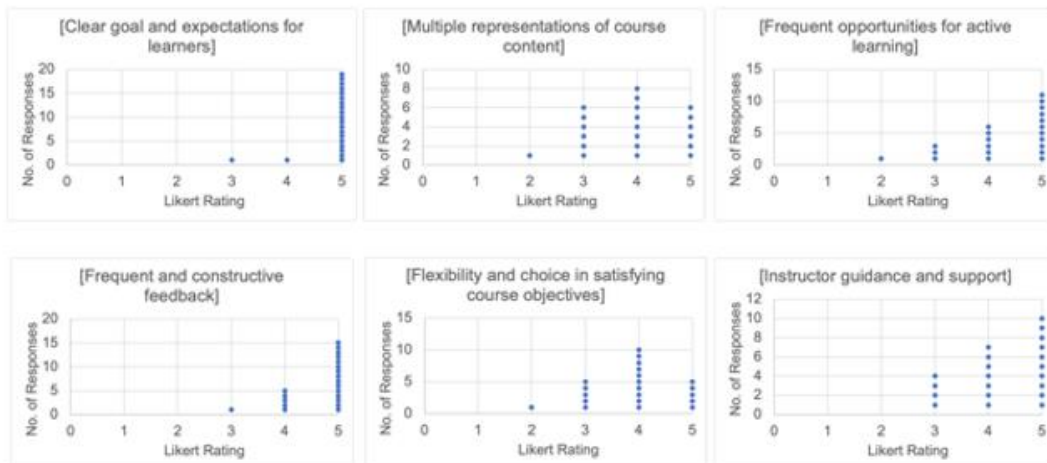 [Clear goal and expectations for
learners]
20
15
10
5
0
0 1 2 3 4 5
No. of Responses
Likert Rating
[Multiple representations of course
content]
10
8
6
4
2
0
0 1 2 3 4 5
No. of Responses
Likert Rating
[Frequent opportunities for active
learning]
15
10
5
0
0 1 2 3 4 5
No. of Responses
Likert Rating
[Frequent and constructive
feedback]
20
15
10
5
0
0 1 2 3 4 5
No. of Responses
Likert Rating
[Flexibility and choice in satisfying
course objectives]
15
10
5
0
0 1 2 3 4 5
No. of Responses
Likert Rating
[Instructor guidance and support]
12
10
8
6
4
2
0
0 1 2 3 4 5
No. of Responses
Likert Rating